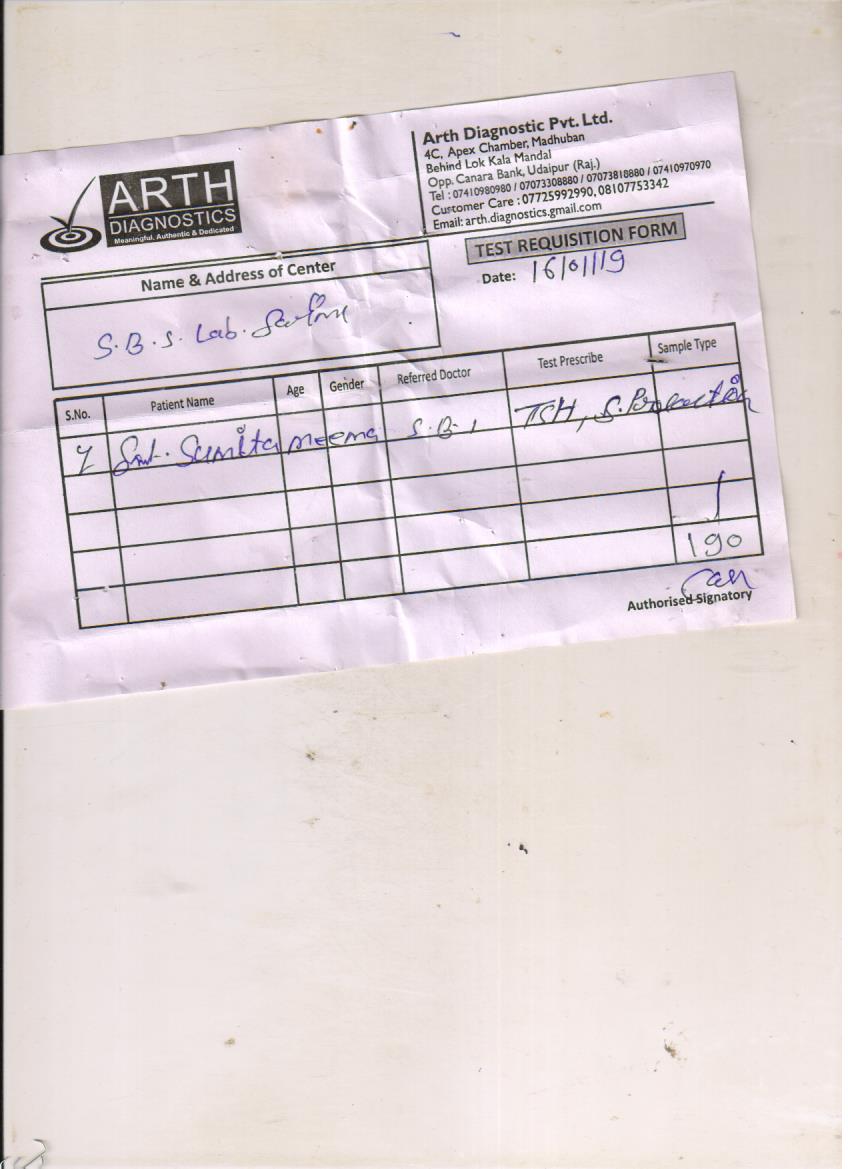 ARTH
DIAGNOSTICS
Meaningful. Authentic & Dedicated
Arth Diagnostic Pvt. Ltd.
4C, Apex Chamber, Madhuban
Behind Lok Kala Mandal
Opp. Canara Bank, Udaipur (Raj.)
Tel : 07410980980 / 07073308880 / 07073818880 / 07410970970
Customer Care : 07725992990, 08107753342
Email: arth.diagnostics.gmail.com
TEST REQUISITION FORM
Date: 16/01/19
Name & Address of Center
S.B.S. Lab.
S.No. Patient Name Age Gender Referred Doctor Test Prescribe Sample Type
Smt. Sunita meena S.B. TSH, S.
190
Authorised Signatory